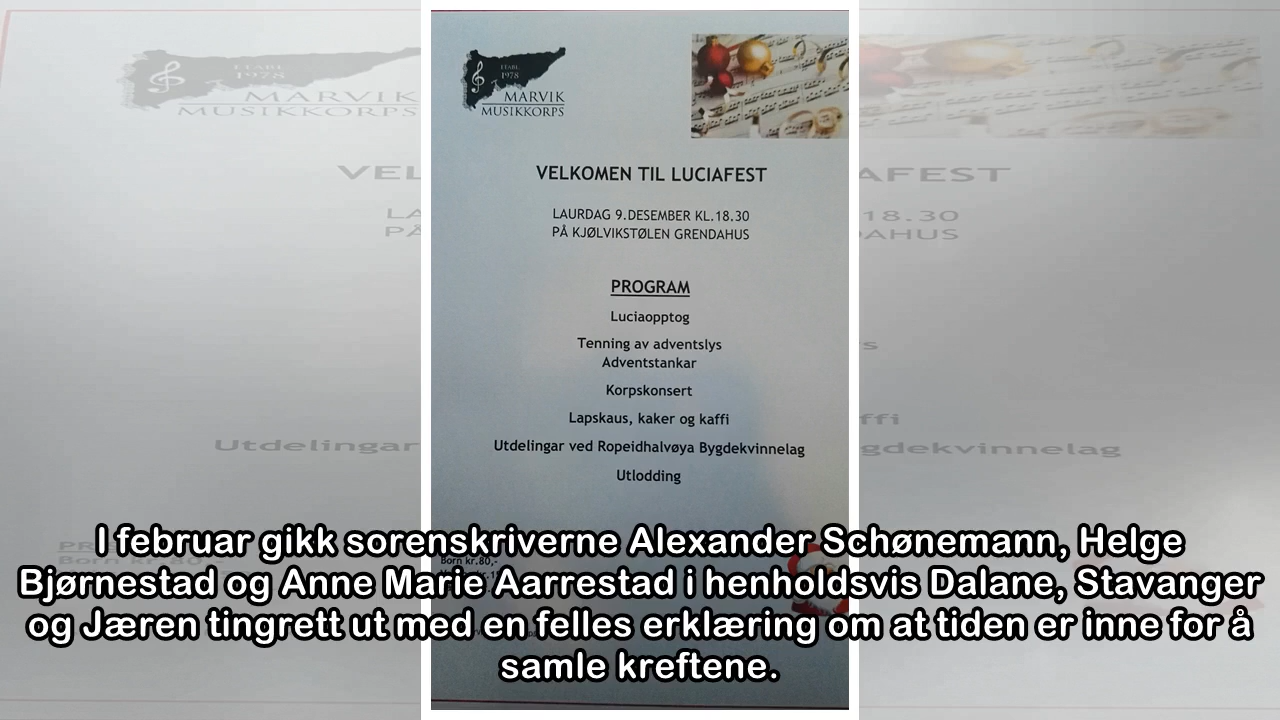 ETABL
1978
MARVIK
MUSIKKORPS
VELKOMEN TIL LUCIAFEST
LAURDAG 9.DESEMBER KL.18.30
PÅ KJØLVIKSTØLEN GRENDAHUS
PROGRAM
Luciaopptog
Tenning av adventslys
Adventstankar
Korpskonsert
Lapskaus, kaker og kaffi
Utdelingar ved Ropeidhalvøya Bygdekvinnelag
Utlodding
Born kr.80,-
I februar gikk sorenskriverne Alexander Schønemann, Helge
Bjørnestad og Anne Marie Aarrestad i henholdsvis Dalane, Stavanger
og Jæren tingrett ut med en felles erklæring om at tiden er inne for å
samle kreftene.